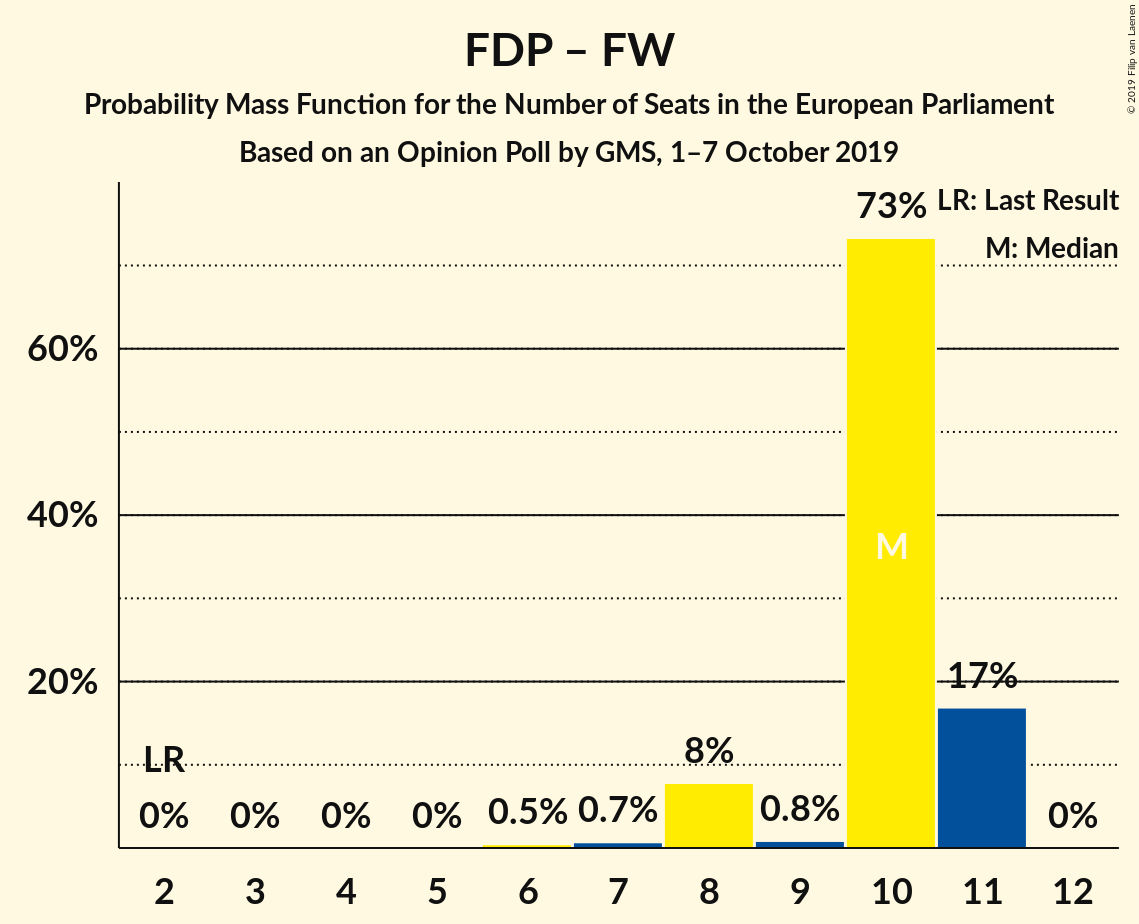 FDP – FW
Probability Mass Function for the Number of Seats in the European Parliament
Based on an Opinion Poll by GMS, 1–7 October 2019
© 2019 Filip van Laenen
LR: Last Result
M: Median
60%
40%
20%
LR
0%
0%
0%
0%
0.5%
0.7%
8%
0.8%
73%
M
17%
0%
2 3 4 5 6 7 8 9 10 11 12